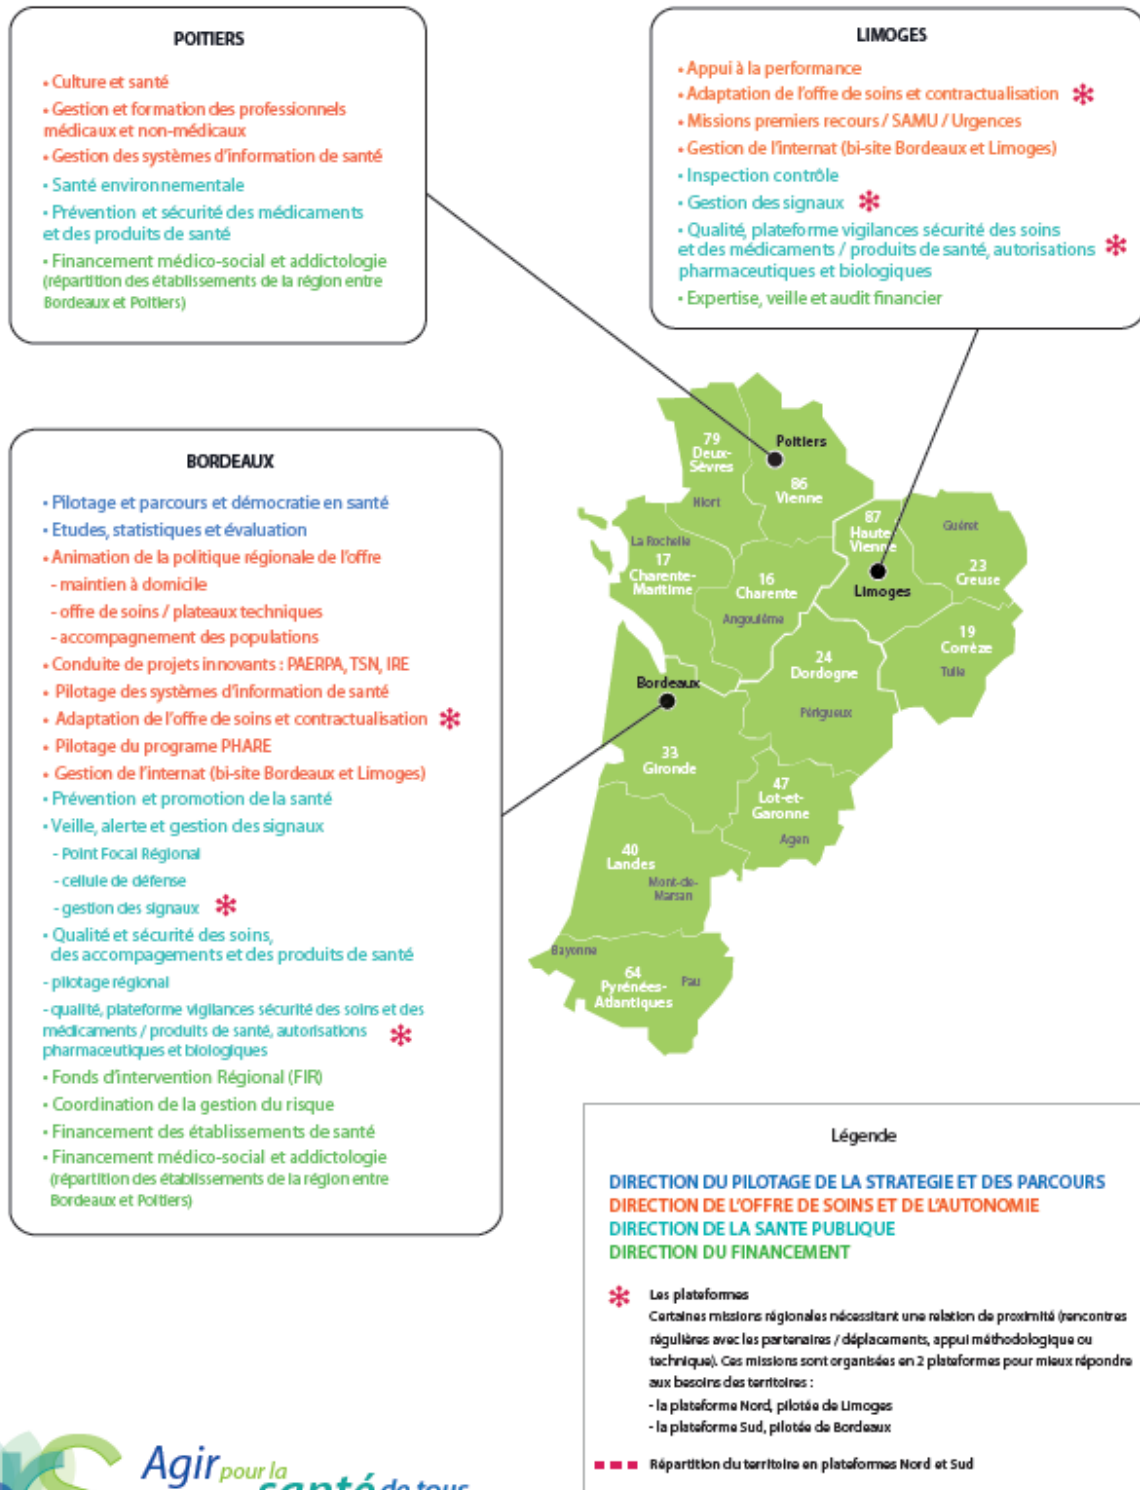 POITIERS
• Culture et santé
• Gestion et formation des professionnels
médicaux et non-médicaux
• Gestion des systèmes d'information de santé
• Santé environnementale
• Prévention et sécurité des médicaments
et des produits de santé
• Financement médico-social et addictologie
(répartition des établissements de la région entre
Bordeaux et Poitiers)
LIMOGES
• Appui à la performance
• Adaptation de l'offre de soins et contractualisation
• Missions premiers recours / SAMU / Urgences
• Gestion de l'internat (bi-site Bordeaux et Limoges)
• Inspection contrôle
• Gestion des signaux
• Qualité, plateforme vigilances sécurité des soins
et des médicaments / produits de santé, autorisations
pharmaceutiques et biologiques
• Expertise, veille et audit financier
BORDEAUX
• Pilotage et parcours et démocratie en santé
• Etudes, statistiques et évaluation
• Animation de la politique régionale de l'offre
- maintien à domicile
- offre de soins / plateaux techniques
- accompagnement des populations
• Conduite de projets innovants : PAERPA, TSN, IRE
• Pilotage des systèmes d'information de santé
• Adaptation de l'offre de soins et contractualisation
• Pilotage du programe PHARE
• Gestion de l'internat (bi-site Bordeaux et Limoges)
• Prévention et promotion de la santé
• Veille, alerte et gestion des signaux
- Point Focal Régional
- cellule de défense
- gestion des signaux
• Qualité et sécurité des soins,
des accompagements et des produits de santé
- pilotage régional
- qualité, plateforme vigilances sécurité des soins et des
médicaments / produits de santé, autorisations
pharmaceutiques et biologiques
• Fonds d'intervention Régional (FIR)
• Coordination de la gestion du risque
• Financement des établissements de santé
• Financement médico-social et addictologie
(répartition des établissements de la région entre
Bordeaux et Poitiers)
79
Deux-
Sèvres
Niort
Poitiers
86
Vienne
87
Haute
Vienne
Limoges
Guéret
23
Creuse
La Rochelle
17
Charente-
Maritime
16
Charente
Angoulême
19
Corrèze
Tulle
24
Dordogne
Périgueux
Bordeaux
33
Gironde
47
Lot-et-
Garonne
Agen
40
Landes
Mont-de-
Marsan
Bayonne
64
Pyrénées-
Atlantiques
Pau
Légende
DIRECTION DU PILOTAGE DE LA STRATEGIE ET DES PARCOURS
DIRECTION DE L'OFFRE DE SOINS ET DE L'AUTONOMIE
DIRECTION DE LA SANTE PUBLIQUE
DIRECTION DU FINANCEMENT
Les plateformes
Certaines missions régionales nécessitant une relation de proximité (rencontres
régulières avec les partenaires / déplacements, appui méthodologique ou
technique). Ces missions sont organisées en 2 plateformes pour mieux répondre
aux besoins des territoires :
- la plateforme Nord, pilotée de Limoges
- la plateforme Sud, pilotée de Bordeaux
Répartition du territoire en plateformes Nord et Sud
Agir pour la
santé de tous